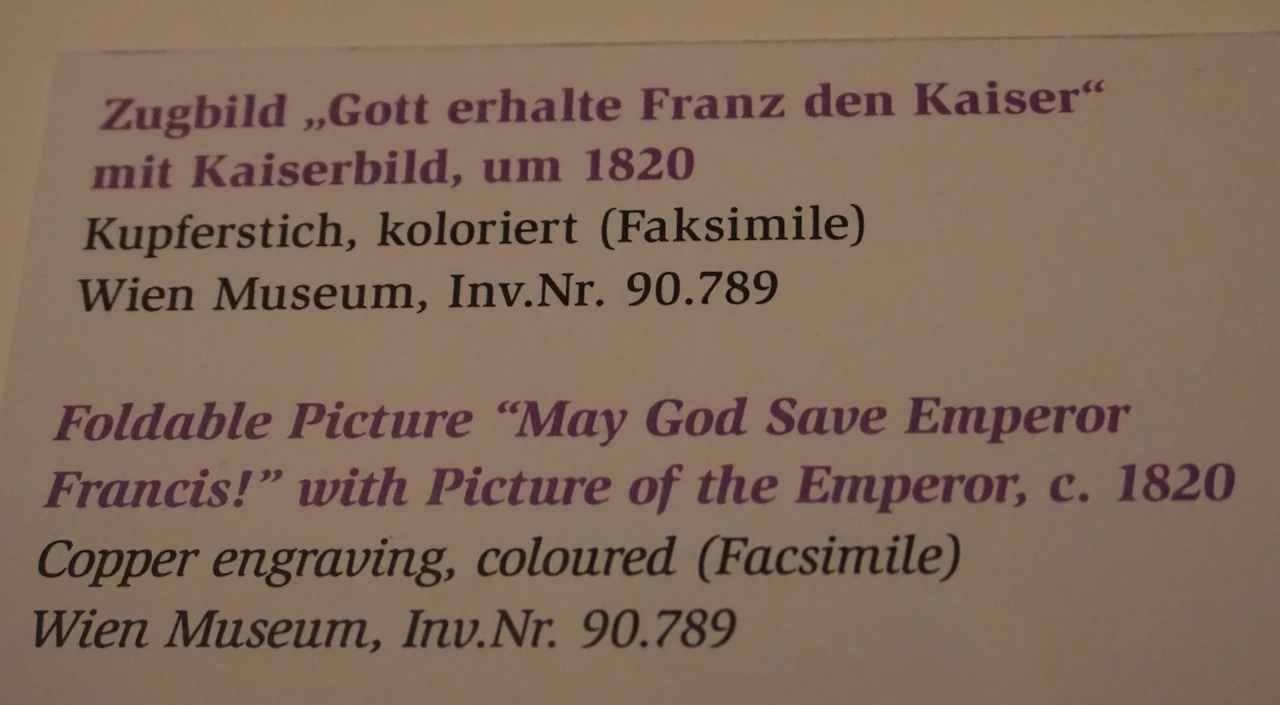 Zugbild „Gott erhalte Franz den Kaiser“
mit Kaiserbild, um 1820
Kupferstich, koloriert (Faksimile)
Wien Museum, Inv.Nr. 90.789
Foldable Picture “May God Save Emperor
Francis!” with Picture of the Emperor, c. 1820
Copper engraving, coloured (Facsimile)
Wien Museum, Inv.Nr. 90.789